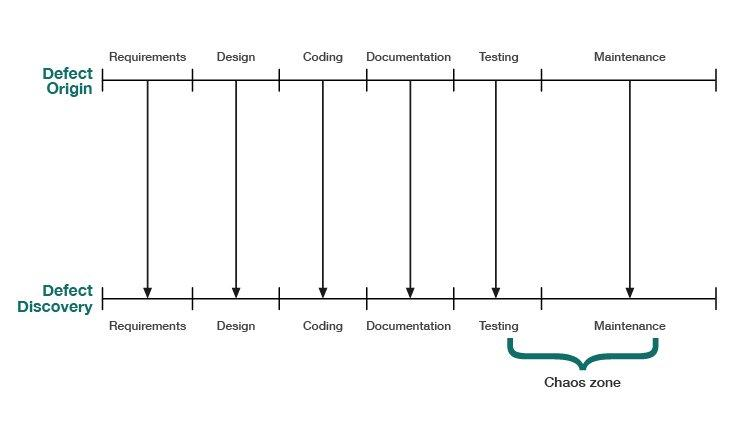 Requirements Design Coding Documentation Testing Maintenance
Defect
Origin
Defect
Discovery
Requirements Design Coding Documentation Testing Maintenance
Chaos zone